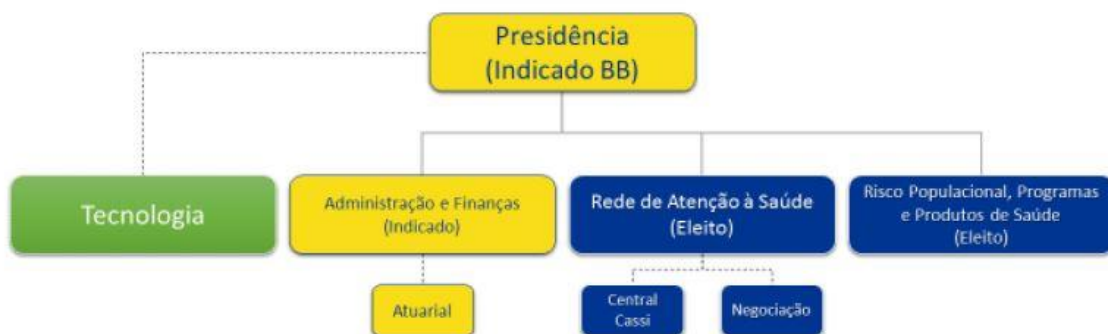 Presidência
(Indicado BB)
Tecnologia
Administração e Finanças
(Indicado)
Rede de Atenção à Saúde
(Eleito)
Risco Populacional, Programas
e Produtos de Saúde
(Eleito)
Atuarial
Central
Cassi
Negociação